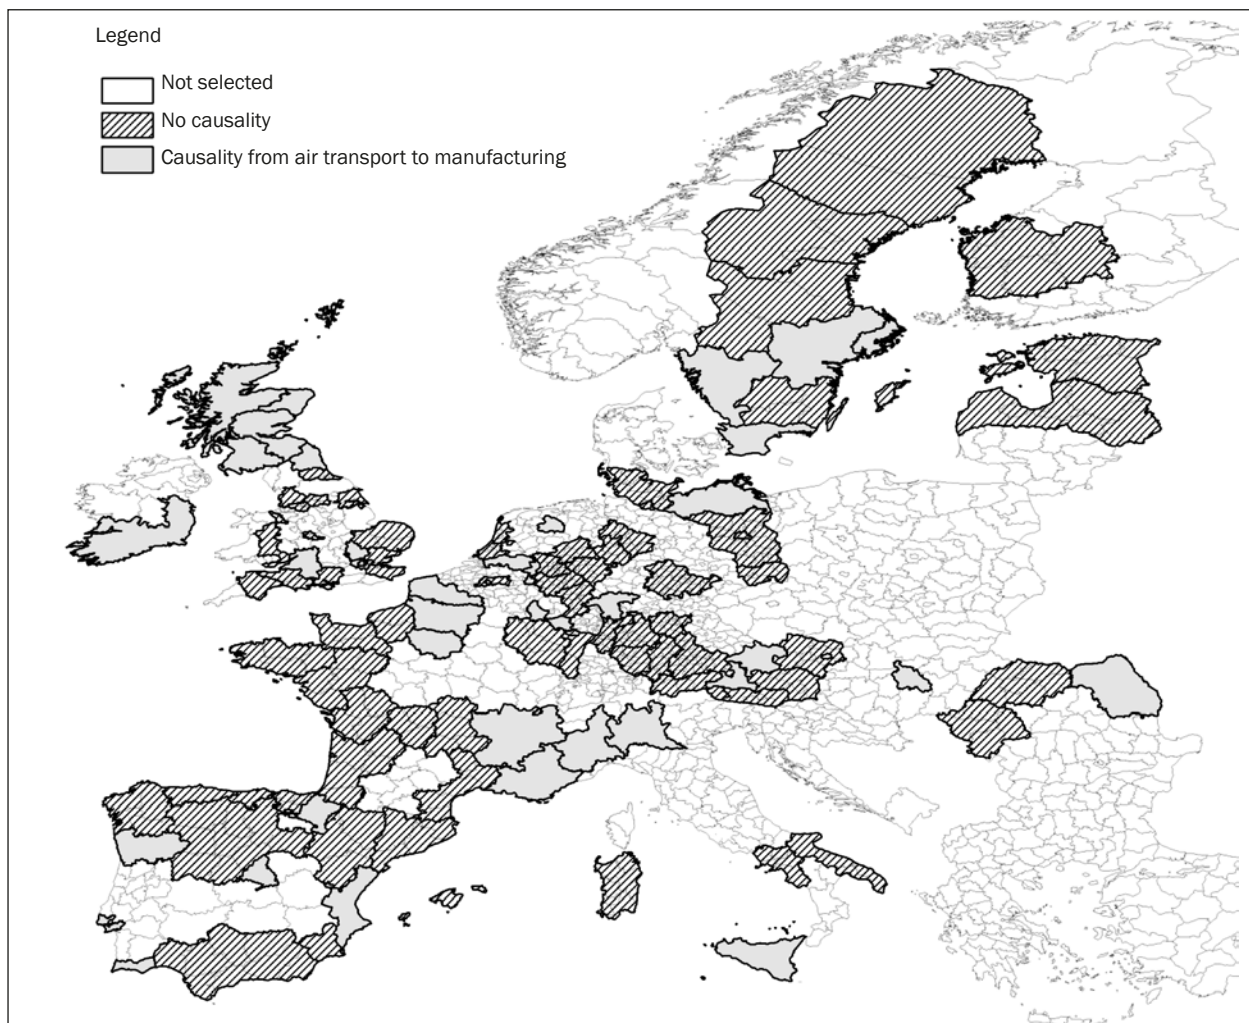 Legend
Not selected
No causality
Causality from air transport to manufacturing